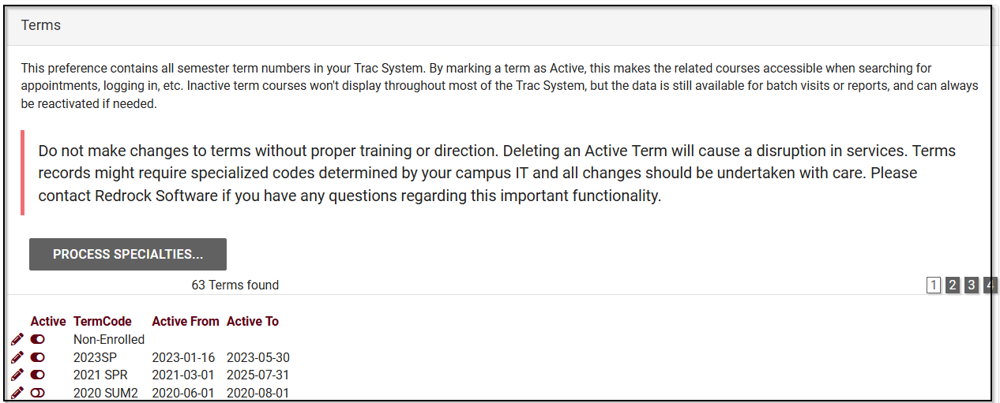 Terms
This preference contains all semester term numbers in your Trac System. By marking a term as Active, this makes the related courses accessible when searching for
appointments, logging in, etc. Inactive term courses won't display throughout most of the Trac System, but the data is still available for batch visits or reports, and can always
be reactivated if needed.
Do not make changes to terms without proper training or direction. Deleting an Active Term will cause a disruption in services. Terms
records might require specialized codes determined by your campus IT and all changes should be undertaken with care. Please
contact Redrock Software if you have any questions regarding this important functionality.
PROCESS SPECIALTIES...
63 Terms found 1 2 3 4
Active TermCode Active From Active To
Non-Enrolled
2023SP 2023-01-16 2023-05-30
2021 SPR 2021-03-01 2025-07-31
2020 SUM2 2020-06-01 2020-08-01